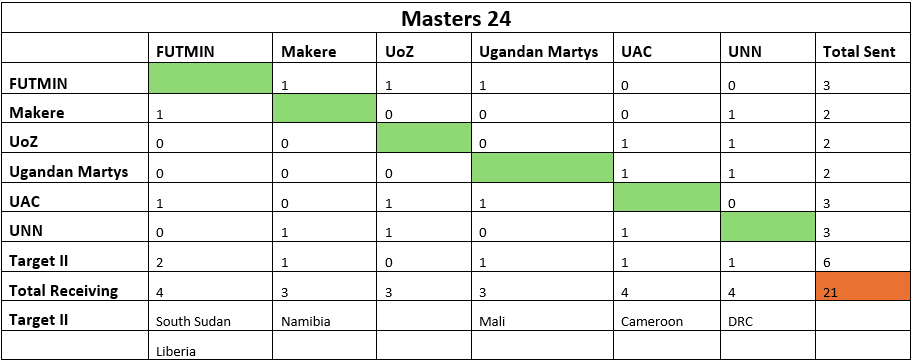 Masters 24
FUTMIN Makere UoZ Ugandan Martys UAC UNN Total Sent
FUTMIN 1 1 1 0 0 3
Makere 1 0 0 0 1 2
UoZ 0 0 0 1 1 2
Ugandan Martys 0 0 0 1 1 2
UAC 1 0 1 1 0 3
UNN 0 1 1 0 1 3
Target II 2 1 0 1 1 1 6
Total Receiving 4 3 3 3 4 4 21
Target II South Sudan Namibia Mali Cameroon DRC
Liberia